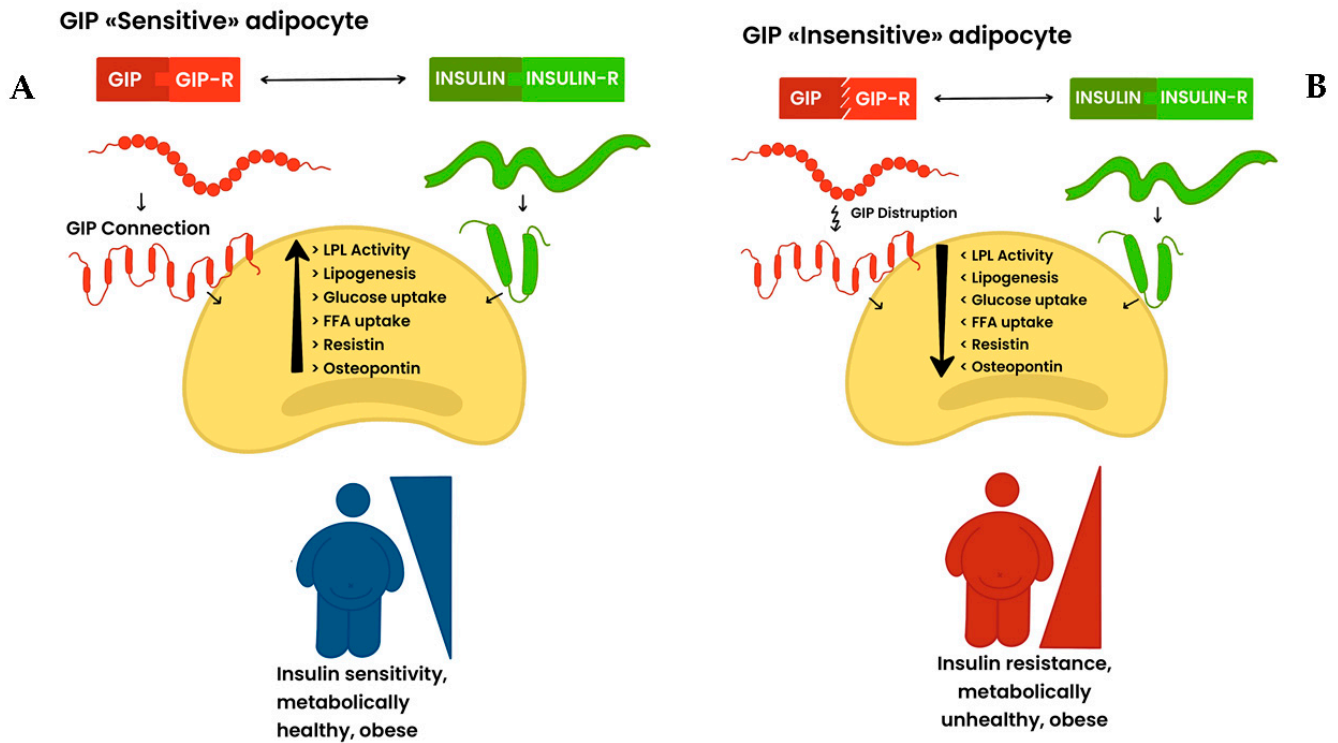 GIP «Sensitive» adipocyte
A
GIP
GIP-R
INSULIN
INSULIN-R
GIP Connection
> LPL Activity
> Lipogenesis
> Glucose uptake
> FFA uptake
> Resistin
> Osteopontin
Insulin sensitivity,
metabolically
healthy, obese
GIP «Insensitive» adipocyte
B
GIP
GIP-R
INSULIN
INSULIN-R
GIP Distruption
< LPL Activity
< Lipogenesis
< Glucose uptake
< FFA uptake
< Resistin
< Osteopontin
Insulin resistance,
metabolically
unhealthy, obese